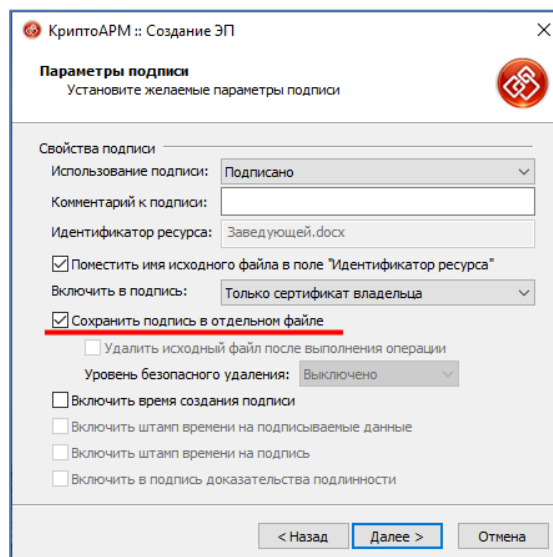 КриптоАРМ :: Создание ЭП
Параметры подписи
Установите желаемые параметры подписи
Свойства подписи
Использование подписи: Подписано
Комментарий к подписи:
Идентификатор ресурса: Заведующей.docx
Поместить имя исходного файла в поле "Идентификатор ресурса"
Включить в подпись: Только сертификат владельца
Сохранить подпись в отдельном файле
Удалить исходный файл после выполнения операции
Уровень безопасного удаления: Выключено
Включить время создания подписи
Включить штамп времени на подписываемые данные
Включить штамп времени на подпись
Включить в подпись доказательства подлинности
< Назад Далее > Отмена